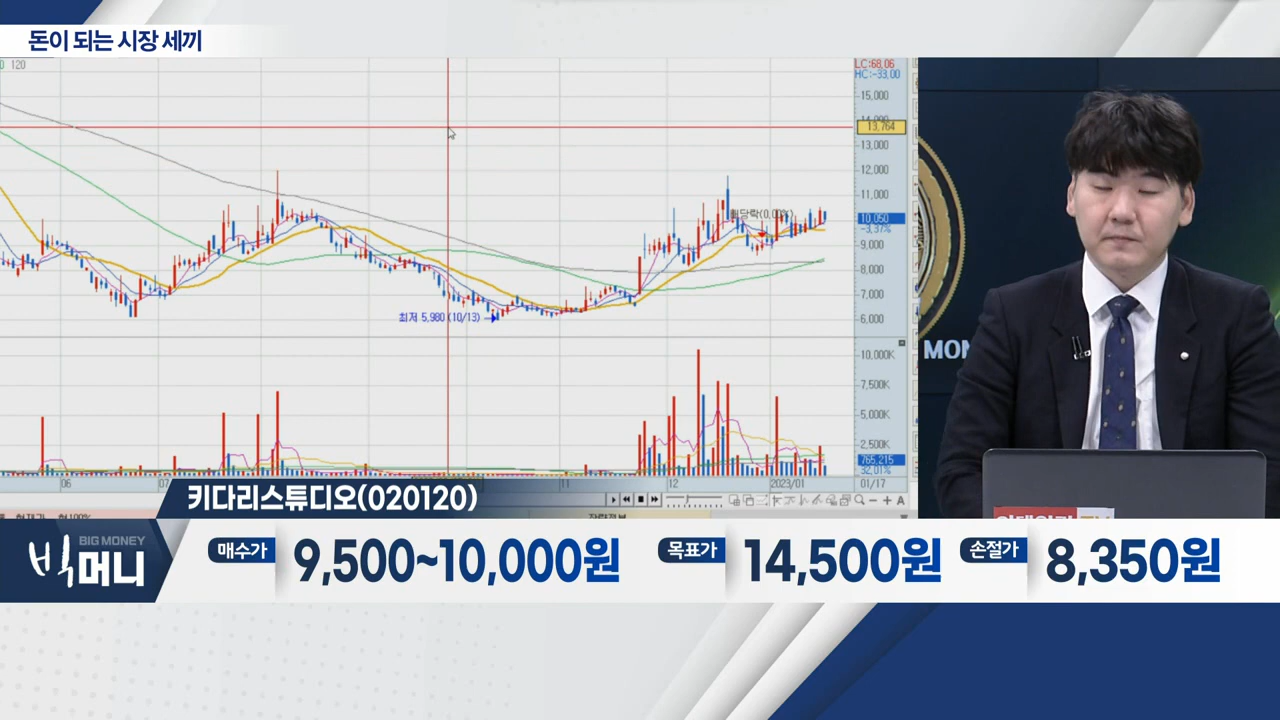 돈이 되는 시장 세끼
120
LC:68.06
HC:-33.00
15,000
13,764
13,000
12,000
11,000
10,050
-3.37%
9,000
8,000
7,000
6,000
최저 5,980 (10/13)
10,000K
7,500K
5,000K
2,500K
765,215
32.01%
06
07
11
12
2023/01
01/17
MON
키다리스튜디오(020120)
BIG MONEY
빅머니
매수가
9,500~10,000원
목표가
14,500원
손절가
8,350원